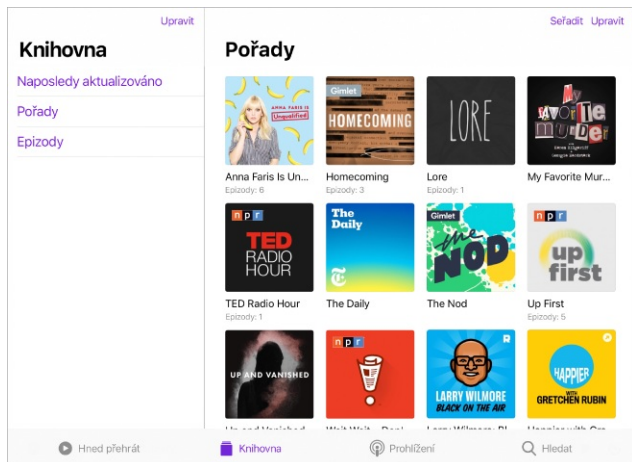 Upravit
Knihovna
Naposledy aktualizováno
Pořady
Epizody
Seřadit Upravit
Pořady
ANNA FARIS IS
Unqualified
Gimlet
HOMECOMING
LORE
My
FAVORITE
MURDER
Anna Faris Is Un...
Epizody: 6
Homecoming
Epizody: 3
Lore
Epizody: 1
My Favorite Mur...
npr
TED
RADIO
HOUR
The
Daily
Gimlet
the
NOD
npr
up
first
TED Radio Hour
Epizody: 1
The Daily
The Nod
Up First
Epizody: 5
UP AND VANISHED
npr
LARRY WILMORE
BLACK ON THE AIR
HAPPIER
WITH
GRETCHEN RUBIN
Hned přehrát
Knihovna
Prohlížení
Hledat